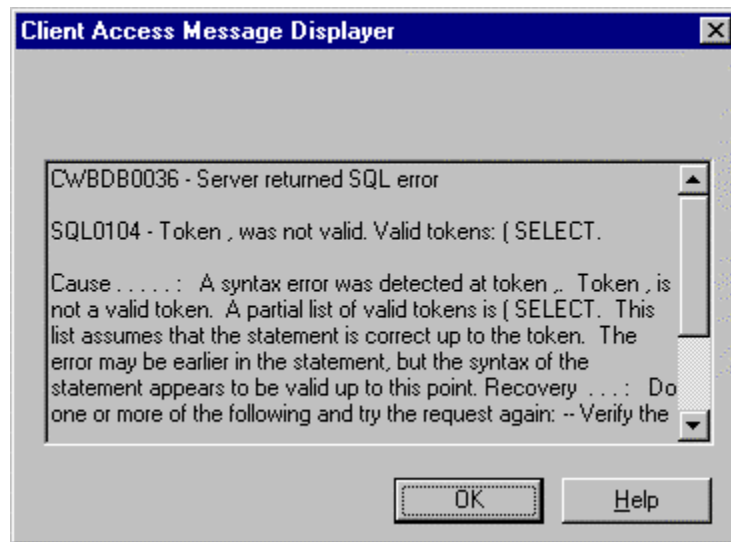 Client Access Message Displayer
CWBDB0036 - Server returned SQL error
SQL0104 - Token , was not valid. Valid tokens: ( SELECT.
Cause . . . . . :   A syntax error was detected at token ,.  Token , is
not a valid token.  A partial list of valid tokens is ( SELECT.  This
list assumes that the statement is correct up to the token.  The
error may be earlier in the statement, but the syntax of the
statement appears to be valid up to this point. Recovery  . . . :  Do
one or more of the following and try the request again: -- Verify the
OK
Help